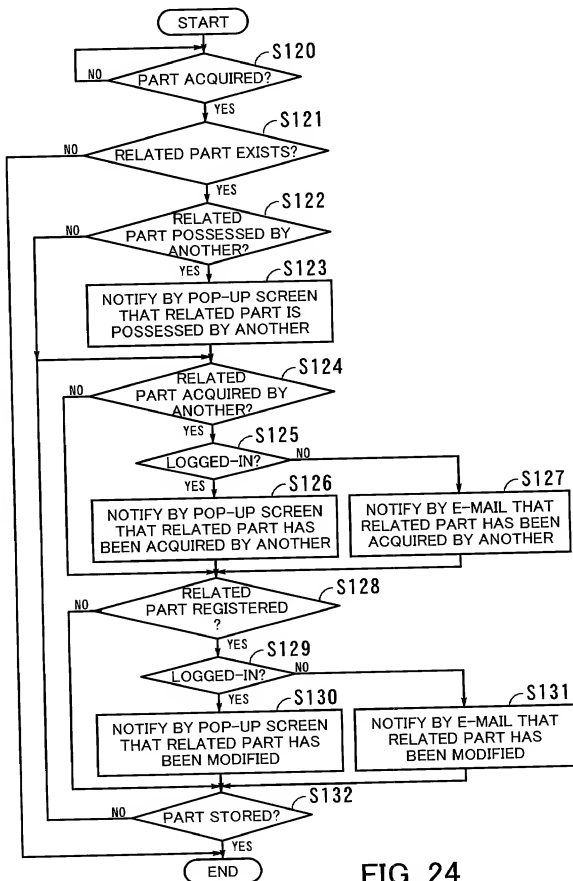 START
S120
NO
PART ACQUIRED?
YES
S121
NO
RELATED PART EXISTS?
YES
S122
NO
RELATED
PART POSSESSED BY
ANOTHER?
YES
S123
NOTIFY BY POP-UP SCREEN
THAT RELATED PART IS
POSSESSED BY ANOTHER
S124
NO
RELATED
PART ACQUIRED BY
ANOTHER?
YES
S125
LOGGED-IN?
NO
YES
S126
S127
NOTIFY BY POP-UP SCREEN
THAT RELATED PART HAS
BEEN ACQUIRED BY ANOTHER
NOTIFY BY E-MAIL THAT
RELATED PART HAS BEEN
ACQUIRED BY ANOTHER
S128
NO
RELATED
PART REGISTERED
?
YES
S129
LOGGED-IN?
NO
YES
S130
S131
NOTIFY BY POP-UP SCREEN
THAT RELATED PART HAS
BEEN MODIFIED
NOTIFY BY E-MAIL THAT
RELATED PART HAS
BEEN MODIFIED
S132
NO
PART STORED?
YES
END
FIG. 24